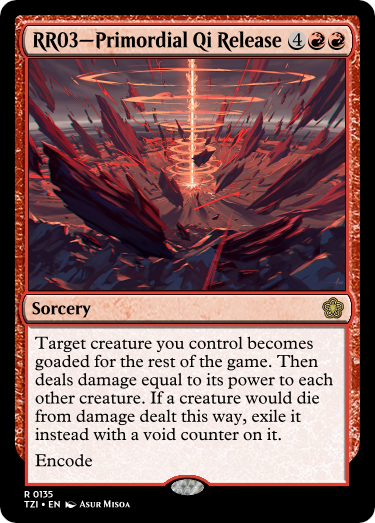 RR03—Primordial Qi Release 4
Sorcery
Target creature you control becomes
goaded for the rest of the game. Then
deals damage equal to its power to each
other creature. If a creature would die
from damage dealt this way, exile it
instead with a void counter on it.
Encode
R 0135
TZI • EN Asur Misoa